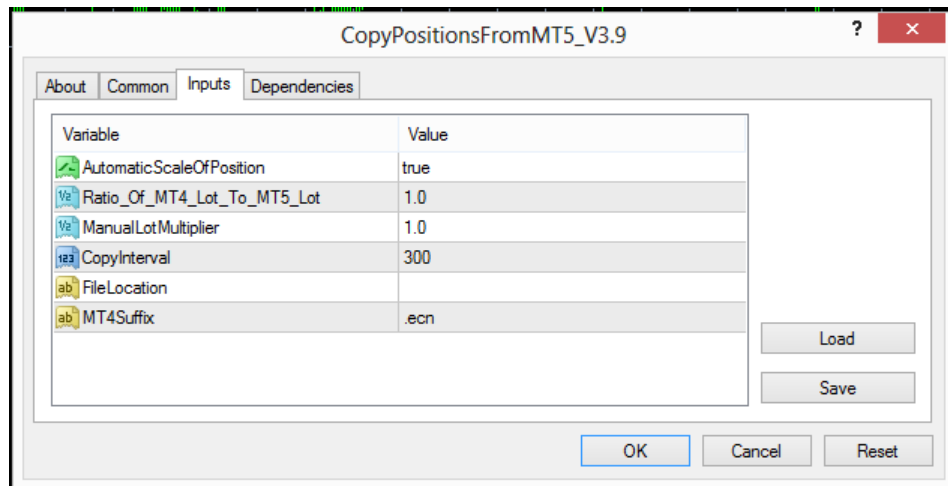 CopyPositionsFromMT5_V3.9
?
About Common Inputs Dependencies
Variable Value
AutomaticScaleOfPosition true
Ratio_Of_MT4_Lot_To_MT5_Lot 1.0
ManualLotMultiplier 1.0
CopyInterval 300
FileLocation
MT4Suffix .ecn
Load
Save
OK Cancel Reset